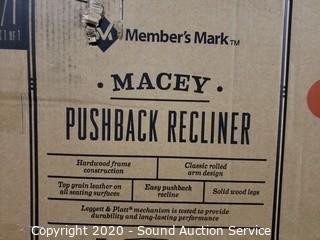 Member's Mark™
· MACEY ·
PUSHBACK RECLINER
Hardwood frame construction
Classic rolled arm design
Top grain leather on all seating surfaces
Easy pushback recline
Solid wood legs
Leggett & Platt® mechanism is tested to provide
durability and long-lasting performance
Copyright 2020 - Sound Auction Service